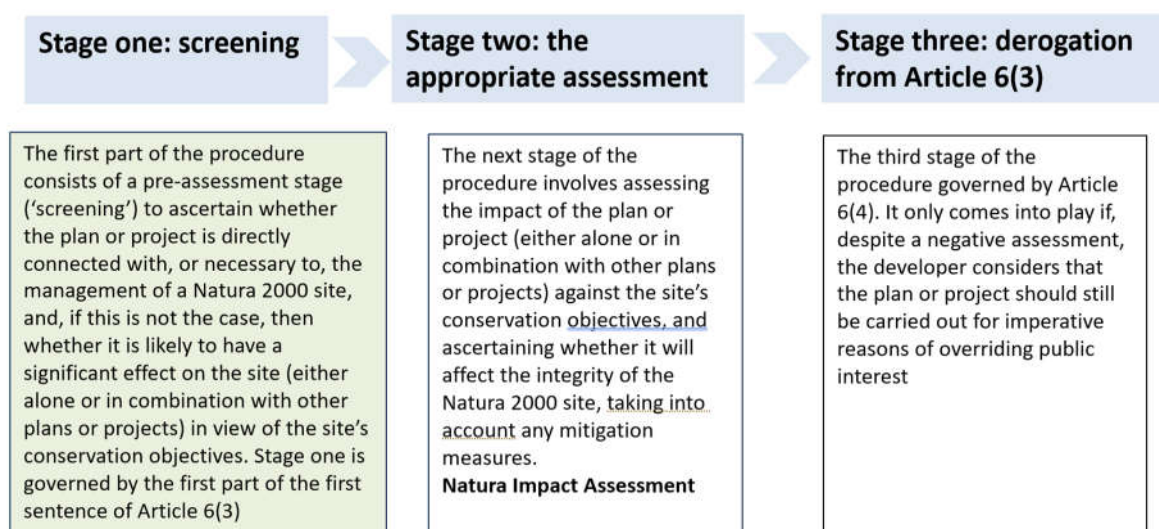 Stage one: screening
Stage two: the
appropriate assessment
Stage three: derogation
from Article 6(3)
The first part of the procedure
consists of a pre-assessment stage
(‘screening’) to ascertain whether
the plan or project is directly
connected with, or necessary to, the
management of a Natura 2000 site,
and, if this is not the case, then
whether it is likely to have a
significant effect on the site (either
alone or in combination with other
plans or projects) in view of the site’s
conservation objectives. Stage one is
governed by the first part of the first
sentence of Article 6(3)
The next stage of the
procedure involves assessing
the impact of the plan or
project (either alone or in
combination with other plans
or projects) against the site’s
conservation objectives, and
ascertaining whether it will
affect the integrity of the
Natura 2000 site, taking into
account any mitigation
measures.
Natura Impact Assessment
The third stage of the
procedure governed by Article
6(4). It only comes into play if,
despite a negative assessment,
the developer considers that
the plan or project should still
be carried out for imperative
reasons of overriding public
interest